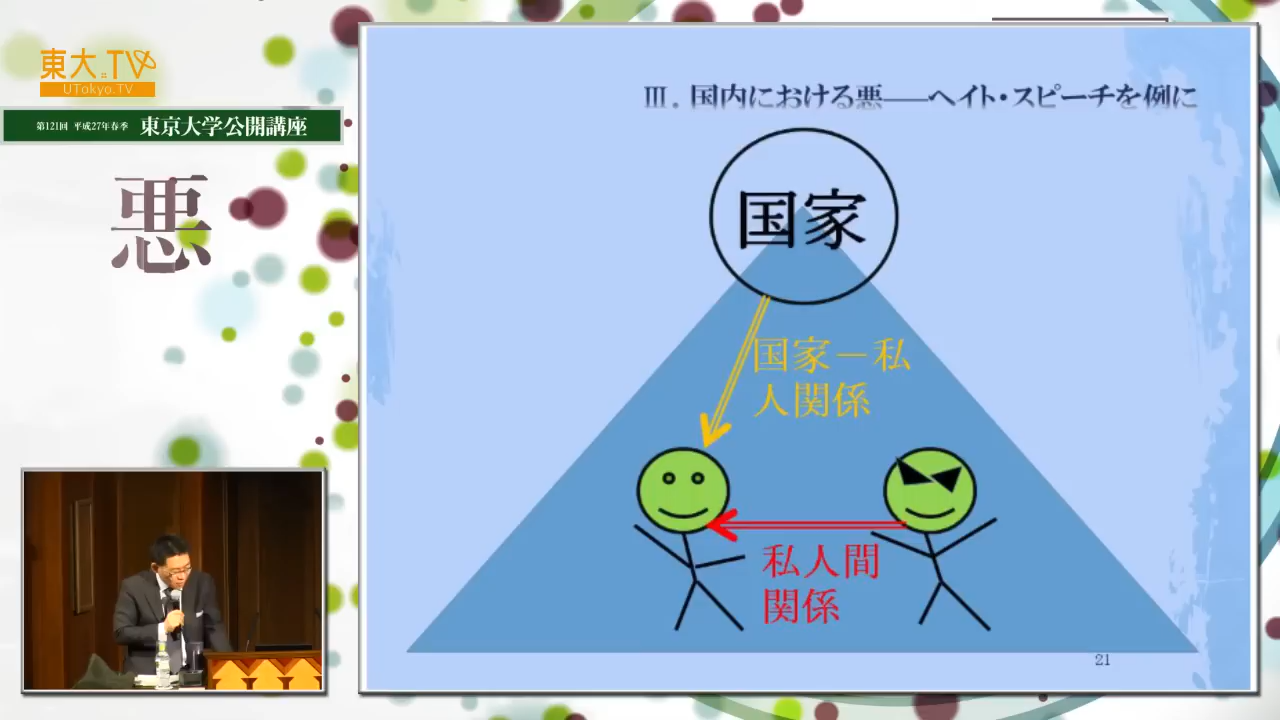 東大.TV
UTokyo.TV
第121回 平成27年春季 東京大学公開講座
悪
Ⅲ．国内における悪――ヘイト・スピーチを例に
国家
国家－私
人関係
私人間
関係
21